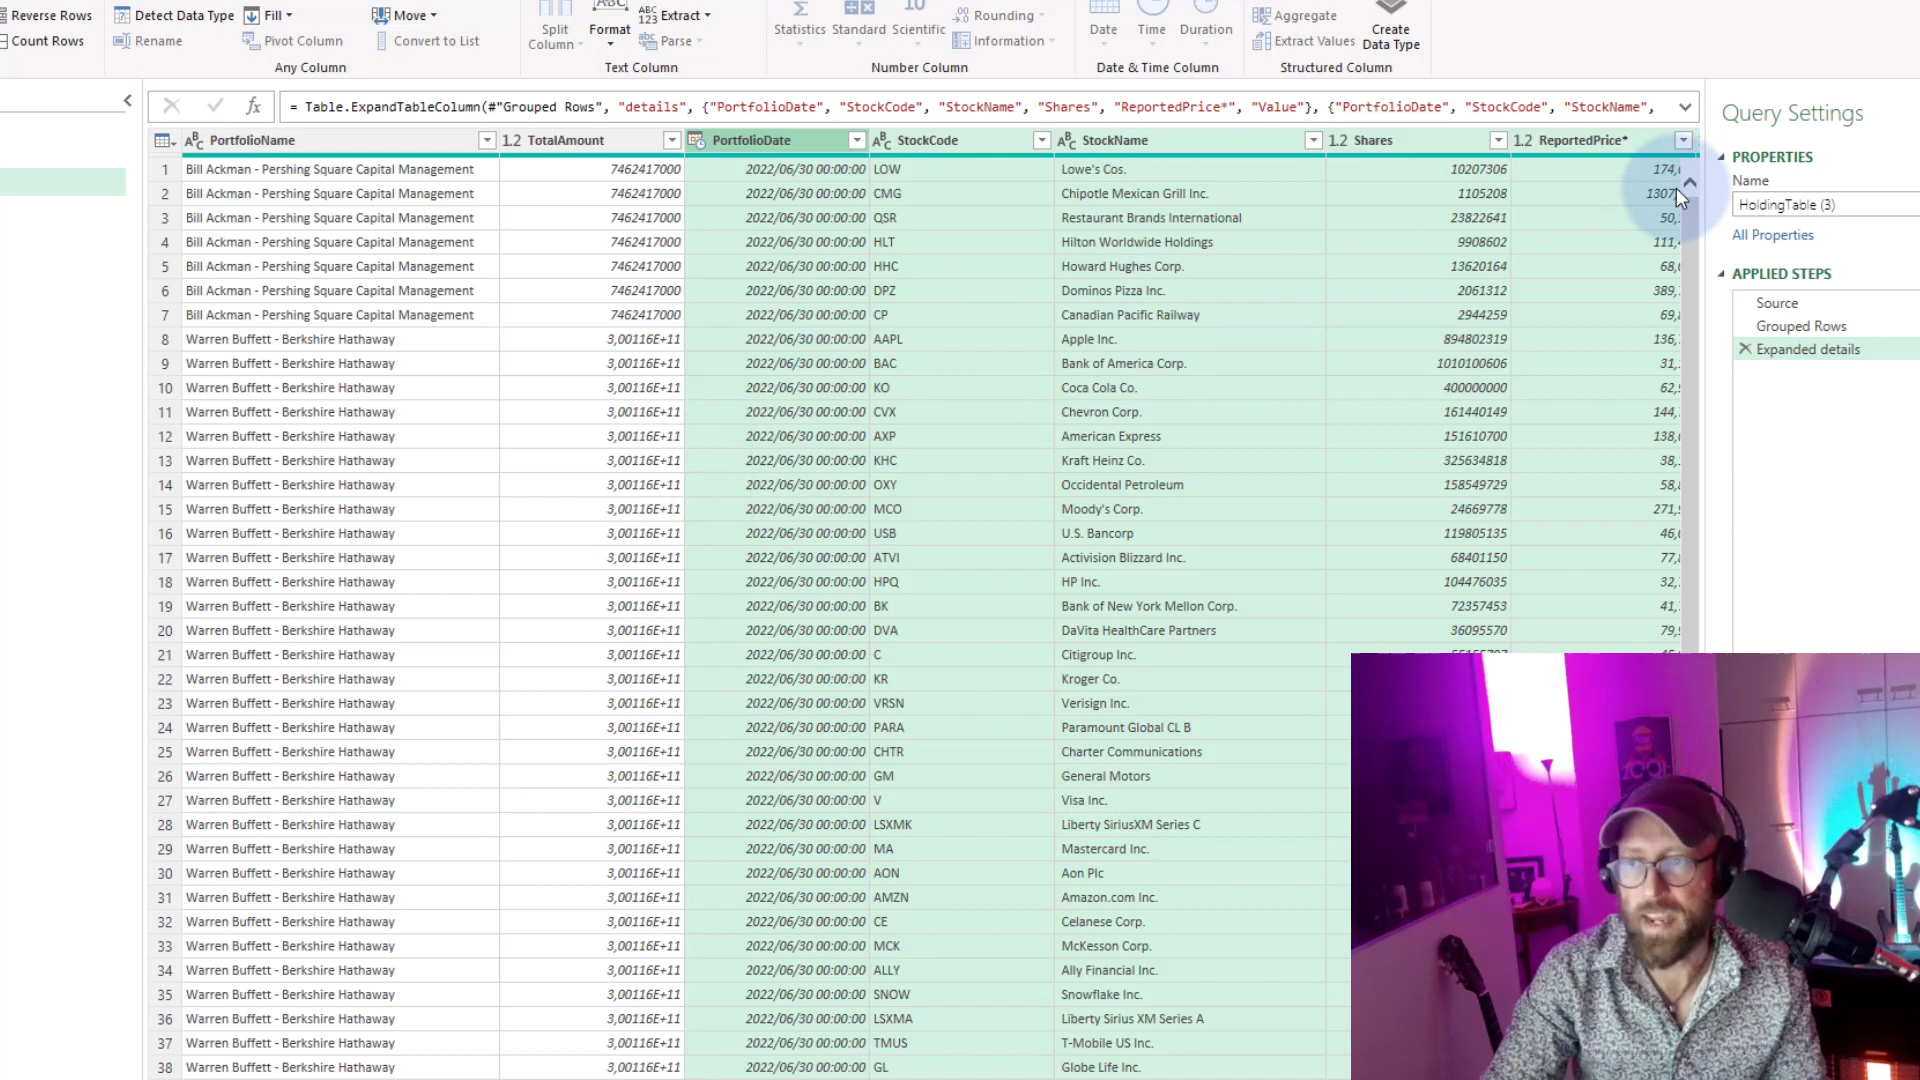 Reverse Rows Detect Data Type Fill Move Extract Rounding Aggregate
Count Rows Rename Pivot Column Convert to List Split Column Format Parse Statistics Standard Scientific Information Date Time Duration Extract Values Create Data Type
Any Column Text Column Number Column Date & Time Column Structured Column
fx = Table.ExpandTableColumn(#"Grouped Rows", "details", {"PortfolioDate", "StockCode", "StockName", "Shares", "ReportedPrice*", "Value"}, {"PortfolioDate", "StockCode", "StockName",
PortfolioName 1.2 TotalAmount PortfolioDate StockCode StockName 1.2 Shares 1.2 ReportedPrice*
1 Bill Ackman - Pershing Square Capital Management 7462417000 2022/06/30 00:00:00 LOW Lowe's Cos. 10207306 174,
2 Bill Ackman - Pershing Square Capital Management 7462417000 2022/06/30 00:00:00 CMG Chipotle Mexican Grill Inc. 1105208 1307
3 Bill Ackman - Pershing Square Capital Management 7462417000 2022/06/30 00:00:00 QSR Restaurant Brands International 23822641 50,
4 Bill Ackman - Pershing Square Capital Management 7462417000 2022/06/30 00:00:00 HLT Hilton Worldwide Holdings 9908602 111,
5 Bill Ackman - Pershing Square Capital Management 7462417000 2022/06/30 00:00:00 HHC Howard Hughes Corp. 13620164 68,
6 Bill Ackman - Pershing Square Capital Management 7462417000 2022/06/30 00:00:00 DPZ Dominos Pizza Inc. 2061312 389,
7 Bill Ackman - Pershing Square Capital Management 7462417000 2022/06/30 00:00:00 CP Canadian Pacific Railway 2944259 69,
8 Warren Buffett - Berkshire Hathaway 3,00116E+11 2022/06/30 00:00:00 AAPL Apple Inc. 894802319 136,
9 Warren Buffett - Berkshire Hathaway 3,00116E+11 2022/06/30 00:00:00 BAC Bank of America Corp. 1010100606 31,
10 Warren Buffett - Berkshire Hathaway 3,00116E+11 2022/06/30 00:00:00 KO Coca Cola Co. 400000000 62,
11 Warren Buffett - Berkshire Hathaway 3,00116E+11 2022/06/30 00:00:00 CVX Chevron Corp. 161440149 144,
12 Warren Buffett - Berkshire Hathaway 3,00116E+11 2022/06/30 00:00:00 AXP American Express 151610700 138,
13 Warren Buffett - Berkshire Hathaway 3,00116E+11 2022/06/30 00:00:00 KHC Kraft Heinz Co. 325634818 38,
14 Warren Buffett - Berkshire Hathaway 3,00116E+11 2022/06/30 00:00:00 OXY Occidental Petroleum 158549729 58,
15 Warren Buffett - Berkshire Hathaway 3,00116E+11 2022/06/30 00:00:00 MCO Moody's Corp. 24669778 271,
16 Warren Buffett - Berkshire Hathaway 3,00116E+11 2022/06/30 00:00:00 USB U.S. Bancorp 119805135 46,
17 Warren Buffett - Berkshire Hathaway 3,00116E+11 2022/06/30 00:00:00 ATVI Activision Blizzard Inc. 68401150 77,
18 Warren Buffett - Berkshire Hathaway 3,00116E+11 2022/06/30 00:00:00 HPQ HP Inc. 104476035 32,
19 Warren Buffett - Berkshire Hathaway 3,00116E+11 2022/06/30 00:00:00 BK Bank of New York Mellon Corp. 72357453 41,
20 Warren Buffett - Berkshire Hathaway 3,00116E+11 2022/06/30 00:00:00 DVA DaVita HealthCare Partners 36095570 79,
21 Warren Buffett - Berkshire Hathaway 3,00116E+11 2022/06/30 00:00:00 C Citigroup Inc.
22 Warren Buffett - Berkshire Hathaway 3,00116E+11 2022/06/30 00:00:00 KR Kroger Co.
23 Warren Buffett - Berkshire Hathaway 3,00116E+11 2022/06/30 00:00:00 VRSN Verisign Inc.
24 Warren Buffett - Berkshire Hathaway 3,00116E+11 2022/06/30 00:00:00 PARA Paramount Global CL B
25 Warren Buffett - Berkshire Hathaway 3,00116E+11 2022/06/30 00:00:00 CHTR Charter Communications
26 Warren Buffett - Berkshire Hathaway 3,00116E+11 2022/06/30 00:00:00 GM General Motors
27 Warren Buffett - Berkshire Hathaway 3,00116E+11 2022/06/30 00:00:00 V Visa Inc.
28 Warren Buffett - Berkshire Hathaway 3,00116E+11 2022/06/30 00:00:00 LSXMK Liberty SiriusXM Series C
29 Warren Buffett - Berkshire Hathaway 3,00116E+11 2022/06/30 00:00:00 MA Mastercard Inc.
30 Warren Buffett - Berkshire Hathaway 3,00116E+11 2022/06/30 00:00:00 AON Aon Plc
31 Warren Buffett - Berkshire Hathaway 3,00116E+11 2022/06/30 00:00:00 AMZN Amazon.com Inc.
32 Warren Buffett - Berkshire Hathaway 3,00116E+11 2022/06/30 00:00:00 CE Celanese Corp.
33 Warren Buffett - Berkshire Hathaway 3,00116E+11 2022/06/30 00:00:00 MCK McKesson Corp.
34 Warren Buffett - Berkshire Hathaway 3,00116E+11 2022/06/30 00:00:00 ALLY Ally Financial Inc.
35 Warren Buffett - Berkshire Hathaway 3,00116E+11 2022/06/30 00:00:00 SNOW Snowflake Inc.
36 Warren Buffett - Berkshire Hathaway 3,00116E+11 2022/06/30 00:00:00 LSXMA Liberty Sirius XM Series A
37 Warren Buffett - Berkshire Hathaway 3,00116E+11 2022/06/30 00:00:00 TMUS T-Mobile US Inc.
38 Warren Buffett - Berkshire Hathaway 3,00116E+11 2022/06/30 00:00:00 GL Globe Life Inc.
Query Settings
PROPERTIES
Name
HoldingTable (3)
All Properties
APPLIED STEPS
Source
Grouped Rows
Expanded details